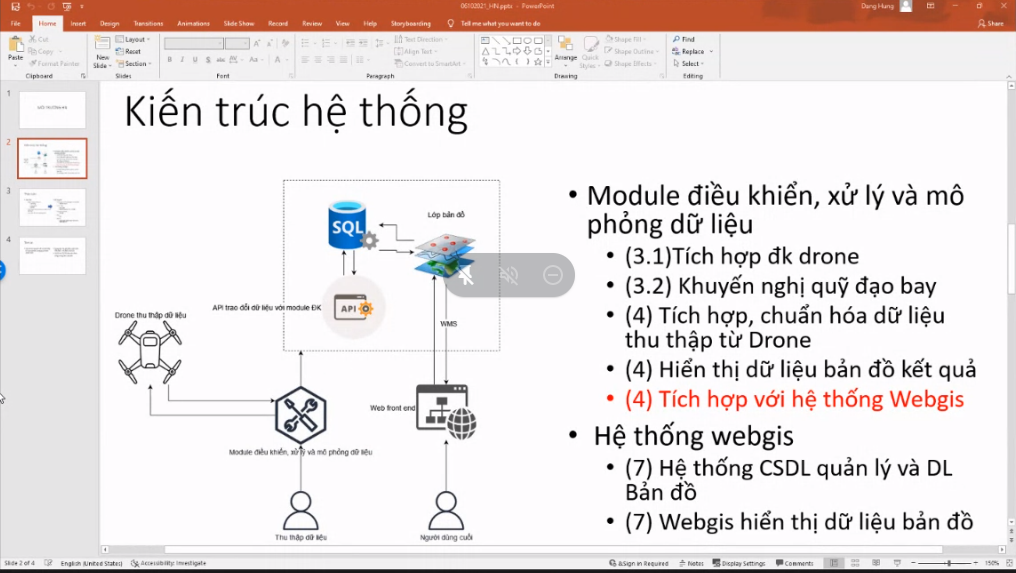 06102021_HN.pptx - PowerPoint
Dang Hang
File Home Insert Design Transitions Animations Slide Show Record Review View Help Storyboarding Tell me what you want to do Share
Paste
Cut
Copy
Format Painter
Clipboard
New Slide
Layout
Reset
Section
Slides
Font
Text Direction
Align Text
Convert to SmartArt
Paragraph
Arrange
Quick Styles
Shape Fill
Shape Outline
Shape Effects
Drawing
Find
Replace
Select
Editing
1
2
3
4
Kiến trúc hệ thống
SQL
Lớp bản đồ
API trao đổi dữ liệu với module ĐK
API
WMS
Drone thu thập dữ liệu
Web front end
Module điều khiển, xử lý và mô phỏng dữ liệu
Thu thập dữ liệu
Người dùng cuối
• Module điều khiển, xử lý và mô
phỏng dữ liệu
• (3.1)Tích hợp đk drone
• (3.2) Khuyến nghị quỹ đạo bay
• (4) Tích hợp, chuẩn hóa dữ liệu
thu thập từ Drone
• (4) Hiển thị dữ liệu bản đồ kết quả
• (4) Tích hợp với hệ thống Webgis
• Hệ thống webgis
• (7) Hệ thống CSDL quản lý và DL
Bản đồ
• (7) Webgis hiển thị dữ liệu bản đồ
Slide 2 of 4 English (United States) Accessibility: Investigate Sign in Required Notes Display Settings Comments 150%